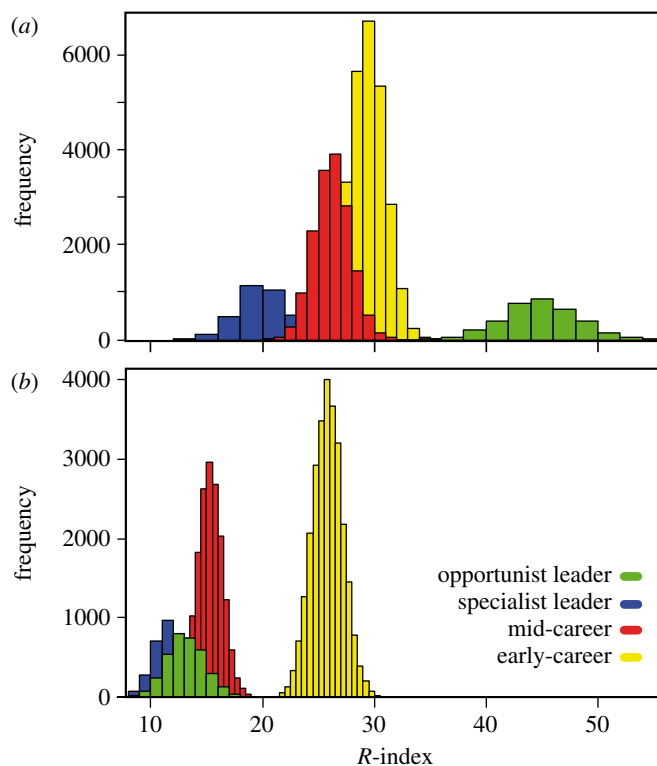 (a)
6000
4000
2000
0
frequency
(b)
4000
3000
2000
1000
0
frequency
opportunist leader
specialist leader
mid-career
early-career
10 20 30 40 50
R-index